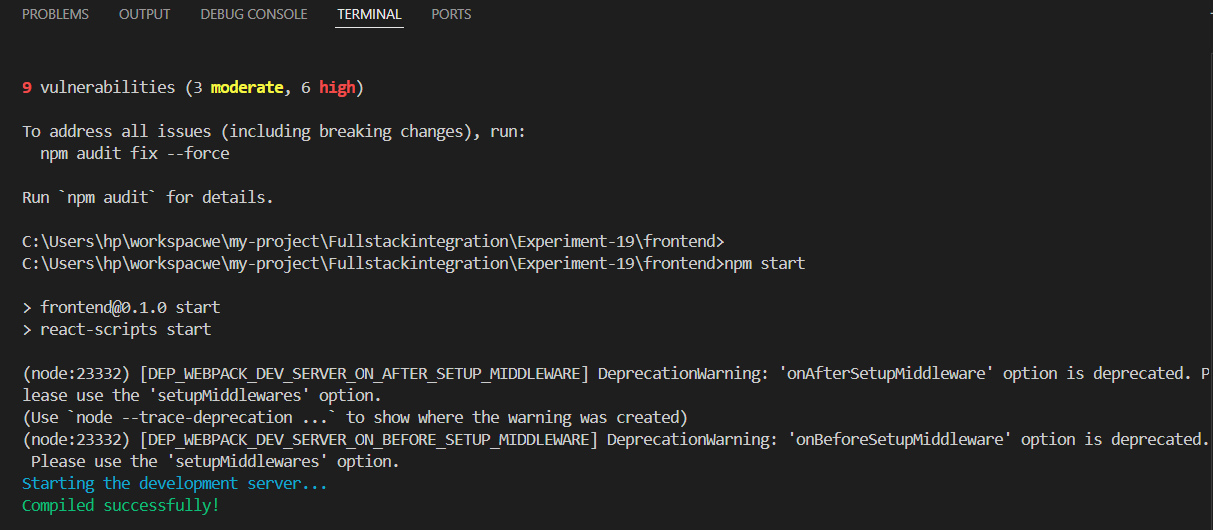 PROBLEMS OUTPUT DEBUG CONSOLE TERMINAL PORTS
9 vulnerabilities (3 moderate, 6 high)
To address all issues (including breaking changes), run:
  npm audit fix --force
Run `npm audit` for details.
C:\Users\hp\workspacwe\my-project\Fullstackintegration\Experiment-19\frontend>
C:\Users\hp\workspacwe\my-project\Fullstackintegration\Experiment-19\frontend>npm start
> frontend@0.1.0 start
> react-scripts start
(node:23332) [DEP_WEBPACK_DEV_SERVER_ON_AFTER_SETUP_MIDDLEWARE] DeprecationWarning: 'onAfterSetupMiddleware' option is deprecated. P
lease use the 'setupMiddlewares' option.
(Use `node --trace-deprecation ...` to show where the warning was created)
(node:23332) [DEP_WEBPACK_DEV_SERVER_ON_BEFORE_SETUP_MIDDLEWARE] DeprecationWarning: 'onBeforeSetupMiddleware' option is deprecated.
 Please use the 'setupMiddlewares' option.
Starting the development server...
Compiled successfully!